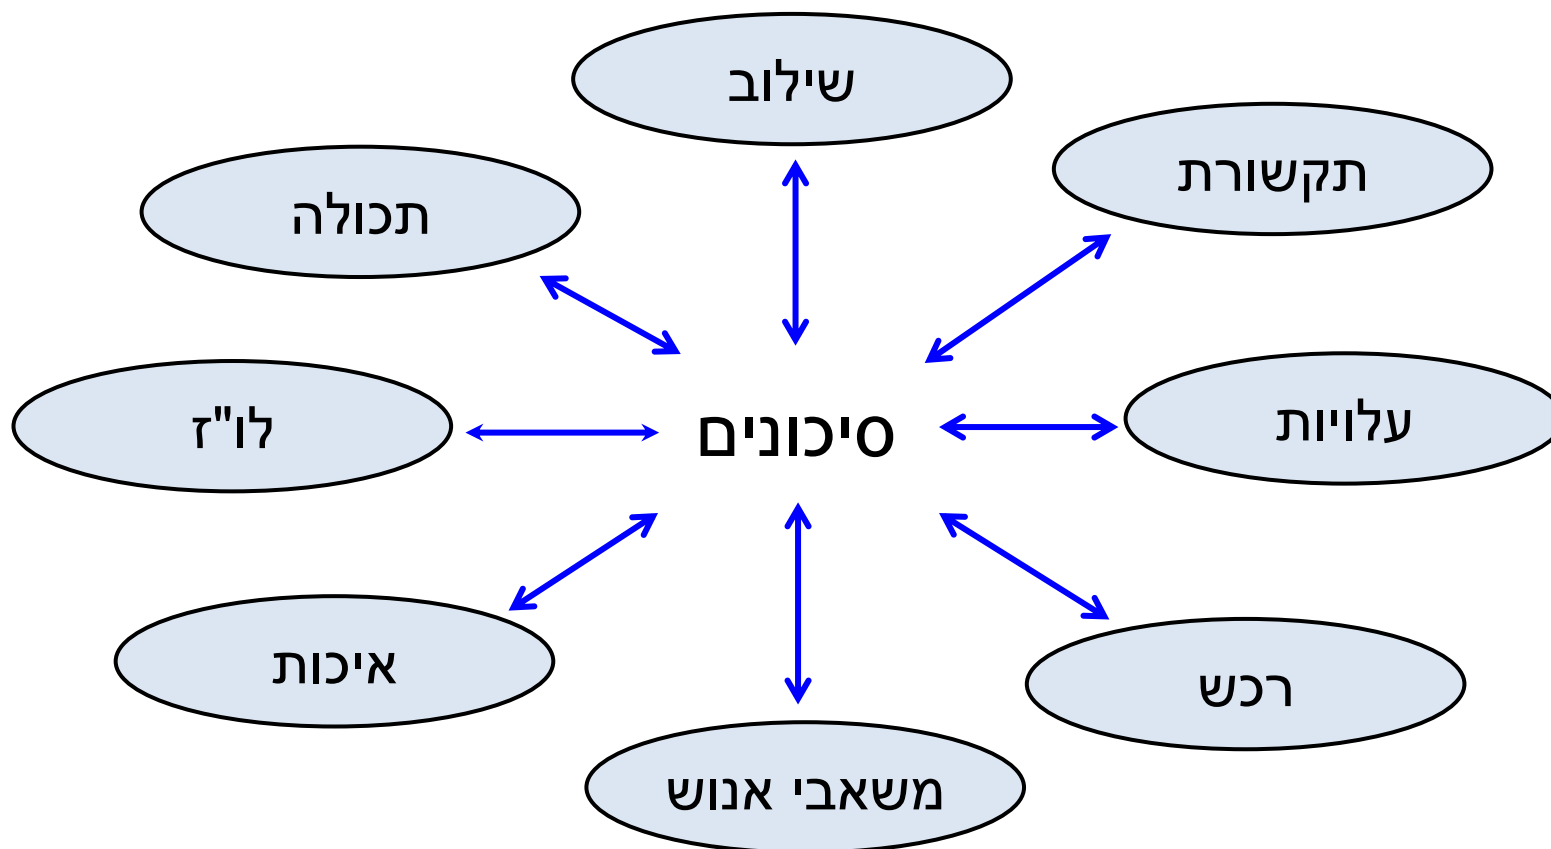 שילוב
תקשורת
תכולה
לו"ז
סיכונים
עלויות
איכות
רכש
משאבי אנוש